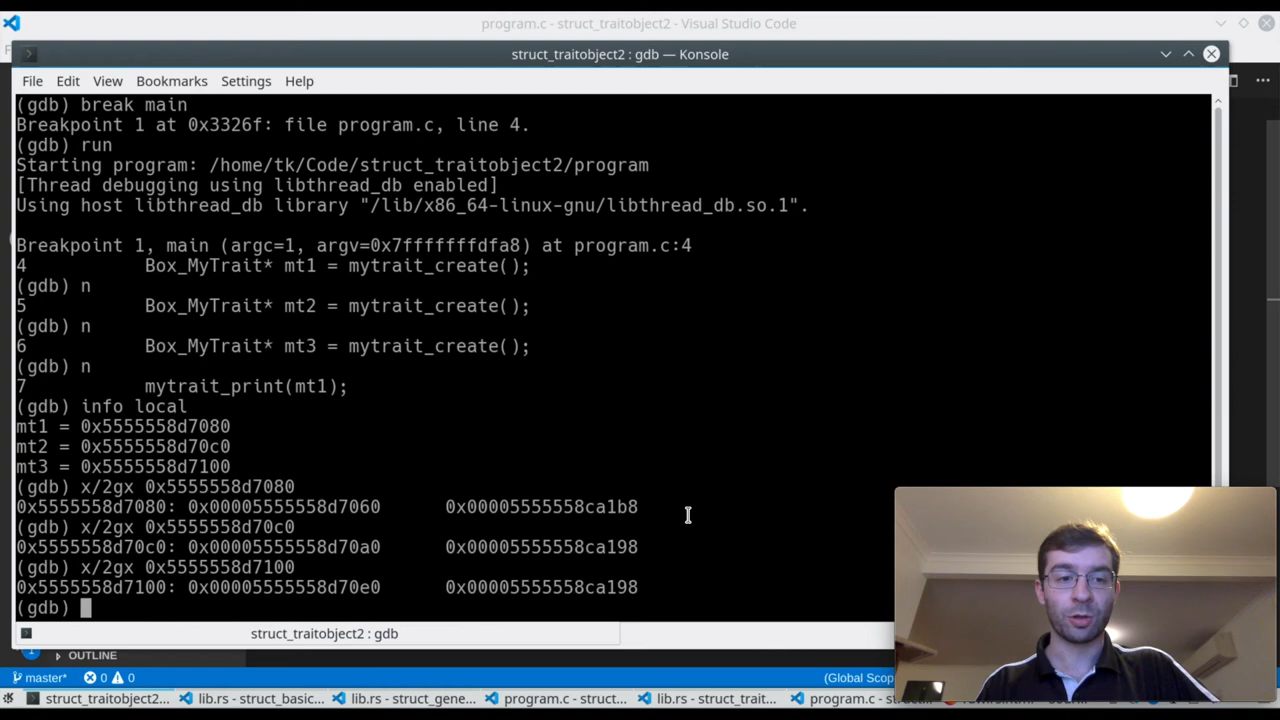 program.c - struct_traitobject2 - Visual Studio Code
struct_traitobject2 : gdb — Konsole
File Edit View Bookmarks Settings Help
(gdb) break main
Breakpoint 1 at 0x3326f: file program.c, line 4.
(gdb) run
Starting program: /home/tk/Code/struct_traitobject2/program
[Thread debugging using libthread_db enabled]
Using host libthread_db library "/lib/x86_64-linux-gnu/libthread_db.so.1".
Breakpoint 1, main (argc=1, argv=0x7fffffffdfa8) at program.c:4
4 Box_MyTrait* mt1 = mytrait_create();
(gdb) n
5 Box_MyTrait* mt2 = mytrait_create();
(gdb) n
6 Box_MyTrait* mt3 = mytrait_create();
(gdb) n
7 mytrait_print(mt1);
(gdb) info local
mt1 = 0x5555558d7080
mt2 = 0x5555558d70c0
mt3 = 0x5555558d7100
(gdb) x/2gx 0x5555558d7080
0x5555558d7080: 0x00005555558d7060 0x00005555558ca1b8
(gdb) x/2gx 0x5555558d70c0
0x5555558d70c0: 0x00005555558d70a0 0x00005555558ca198
(gdb) x/2gx 0x5555558d7100
0x5555558d7100: 0x00005555558d70e0 0x00005555558ca198
(gdb)
struct_traitobject2 : gdb
1 OUTLINE
master* 0 0 (Global Scop
struct_traitobject2... lib.rs - struct_basic... lib.rs - struct_gene... program.c - struct... lib.rs - struct_trait... program.c - struct...